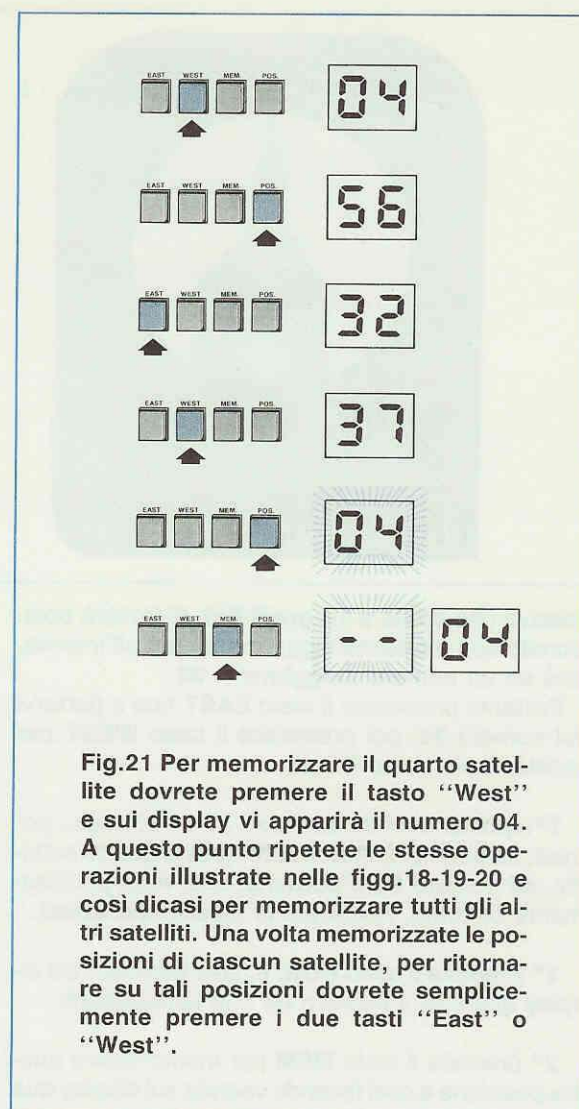 EAST WEST MEM. POS.
04
EAST WEST MEM. POS.
56
EAST WEST MEM. POS.
32
EAST WEST MEM. POS.
37
EAST WEST MEM. POS.
04
EAST WEST MEM. POS.
-- 04
Fig.21 Per memorizzare il quarto satel-
lite dovrete premere il tasto ‘‘West’’
e sui display vi apparirà il numero 04.
A questo punto ripetete le stesse ope-
razioni illustrate nelle figg.18-19-20 e
così dicasi per memorizzare tutti gli al-
tri satelliti. Una volta memorizzate le po-
sizioni di ciascun satellite, per ritorna-
re su tali posizioni dovrete semplice-
mente premere i due tasti ‘‘East’’ o
‘‘West’’.